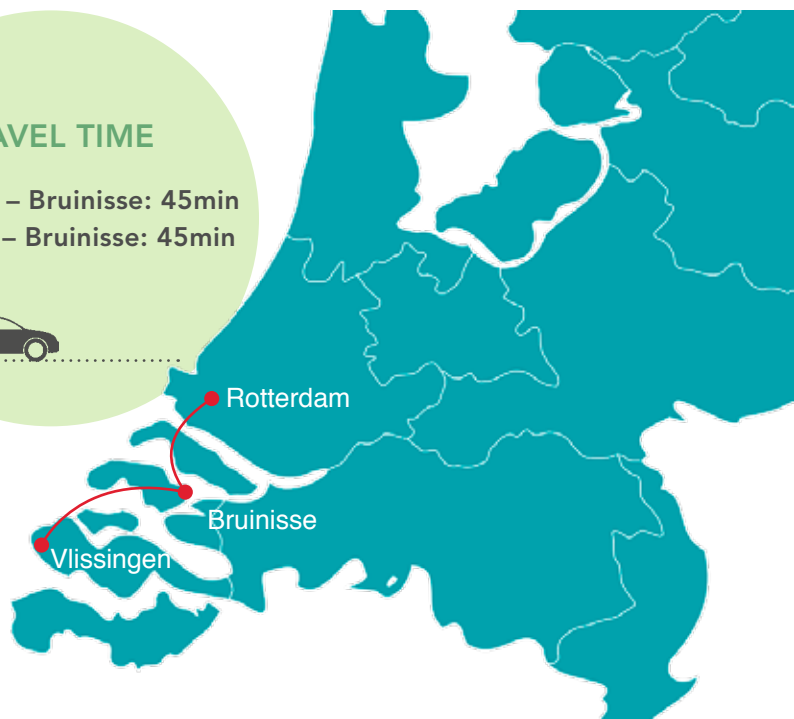 AVEL TIME
– Bruinisse: 45min
– Bruinisse: 45min
Rotterdam
Bruinisse
Vlissingen